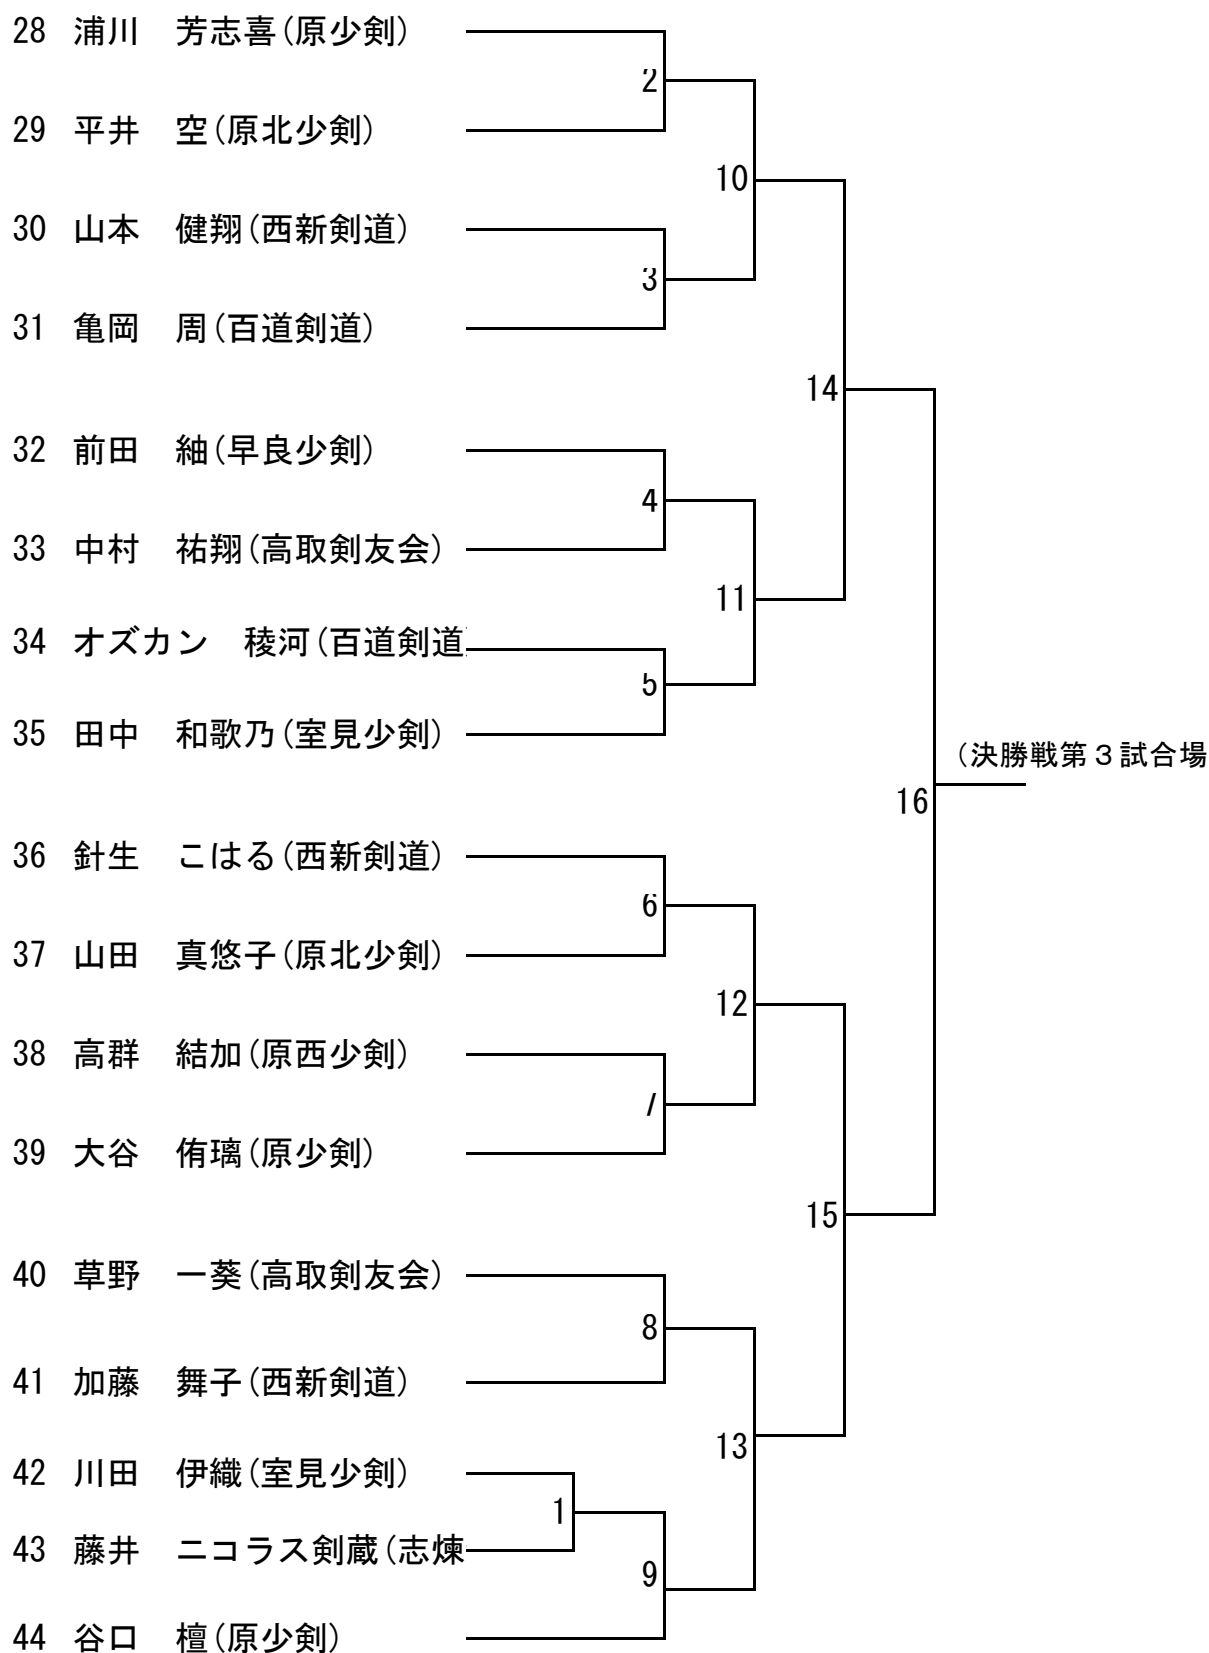 28 浦川　芳志喜(原少剣)
2
29 平井　空(原北少剣)
10
30 山本　健翔(西新剣道)
3
31 亀岡　周(百道剣道)
14
32 前田　紬(早良少剣)
4
33 中村　祐翔(高取剣友会)
11
34 オズカン　稜河(百道剣道)
5
35 田中　和歌乃(室見少剣)
(決勝戦第３試合場
16
36 針生　こはる(西新剣道)
6
37 山田　真悠子(原北少剣)
12
38 高群　結加(原西少剣)
7
39 大谷　侑璃(原少剣)
15
40 草野　一葵(高取剣友会)
8
41 加藤　舞子(西新剣道)
13
42 川田　伊織(室見少剣)
1
43 藤井　ニコラス剣蔵(志煉
9
44 谷口　檀(原少剣)